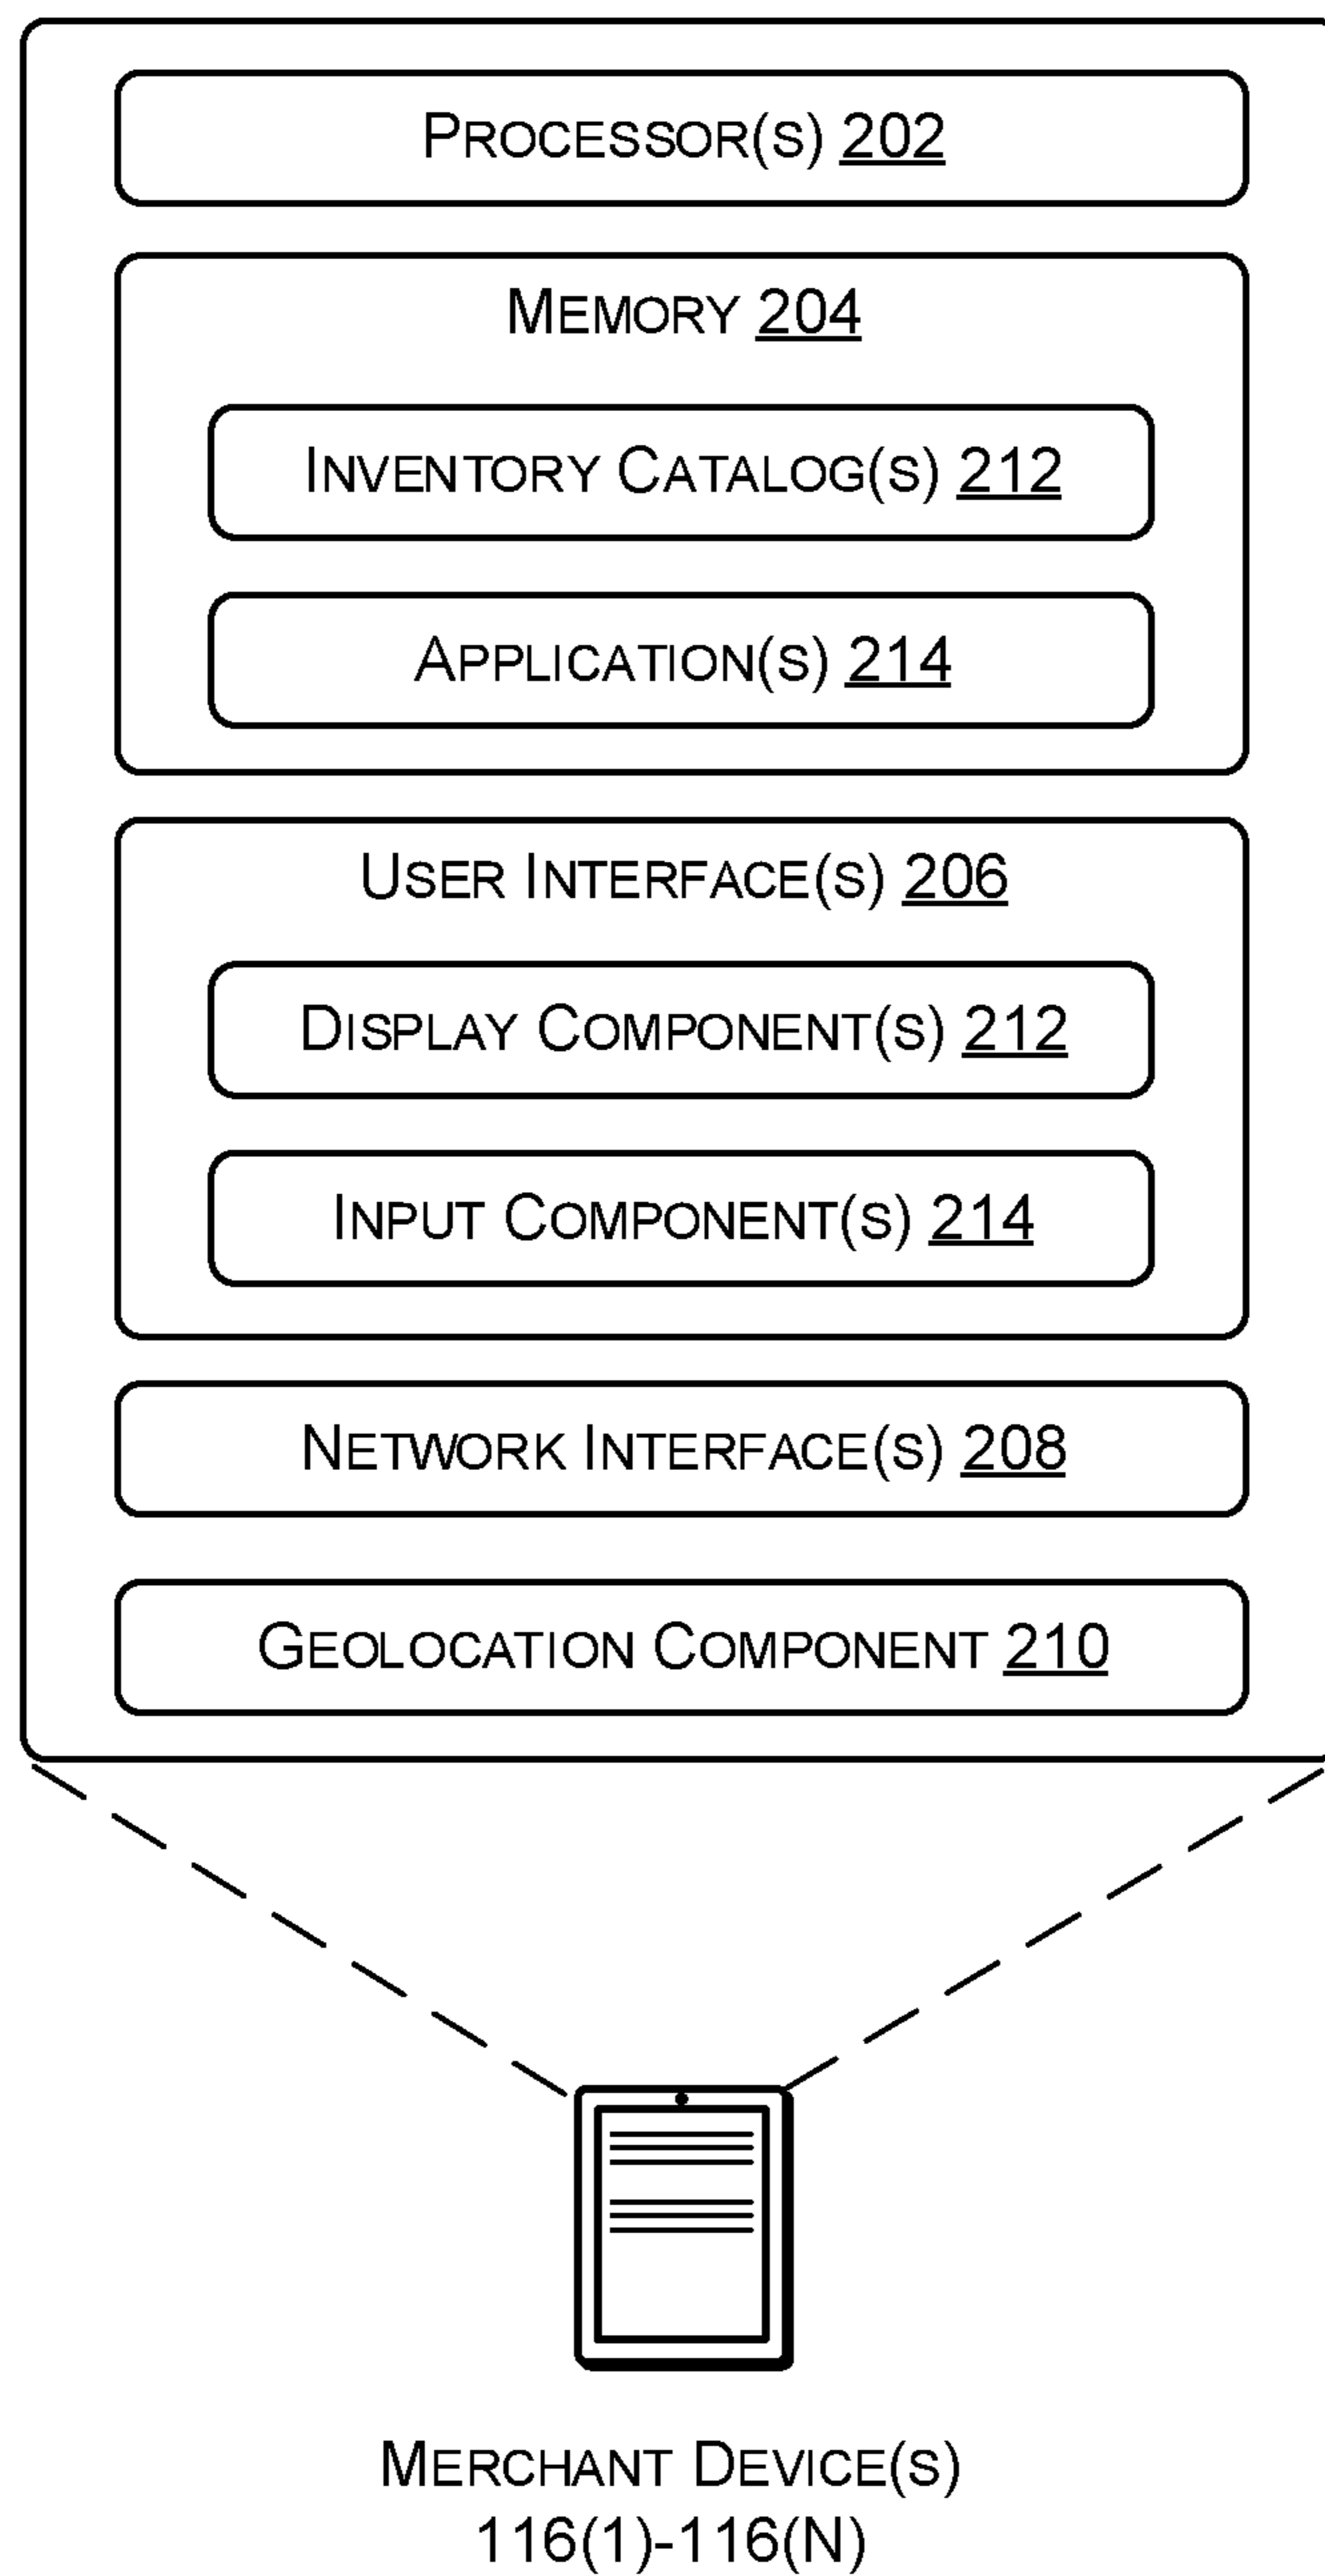 PROCESSOR(S) 202
MEMORY 204
INVENTORY CATALOG(S) 212
APPLICATION(S) 214
USER INTERFACE(S) 206
DISPLAY COMPONENT(S) 212
INPUT COMPONENT(S) 214
NETWORK INTERFACE(S) 208
GEOLOCATION COMPONENT 210
MERCHANT DEVICE(S)
116(1)-116(N)